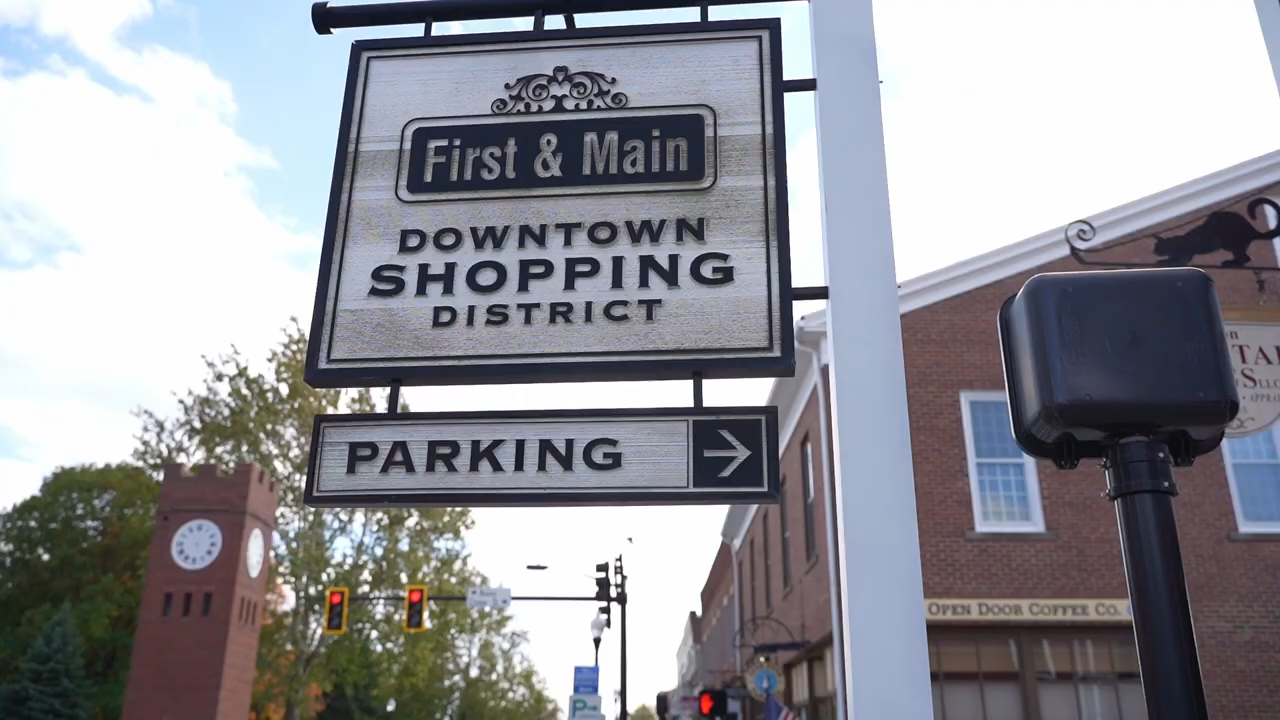 First & Main
DOWNTOWN
SHOPPING
DISTRICT
PARKING
OPEN DOOR COFFEE CO.
P